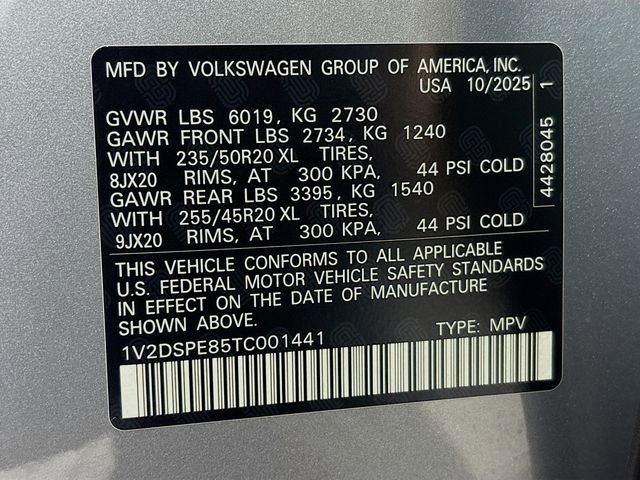 MFD BY VOLKSWAGEN GROUP OF AMERICA, INC.
USA 10/2025
GVWR LBS 6019, KG 2730
GAWR FRONT LBS 2734, KG 1240
WITH 235/50R20 XL TIRES,
8JX20 RIMS, AT 300 KPA, 44 PSI COLD
GAWR REAR LBS 3395, KG 1540
WITH 255/45R20 XL TIRES,
9JX20 RIMS, AT 300 KPA, 44 PSI COLD
THIS VEHICLE CONFORMS TO ALL APPLICABLE
U.S. FEDERAL MOTOR VEHICLE SAFETY STANDARDS
IN EFFECT ON THE DATE OF MANUFACTURE
SHOWN ABOVE.
1V2DSPE85TC001441 TYPE: MPV
4428045 1